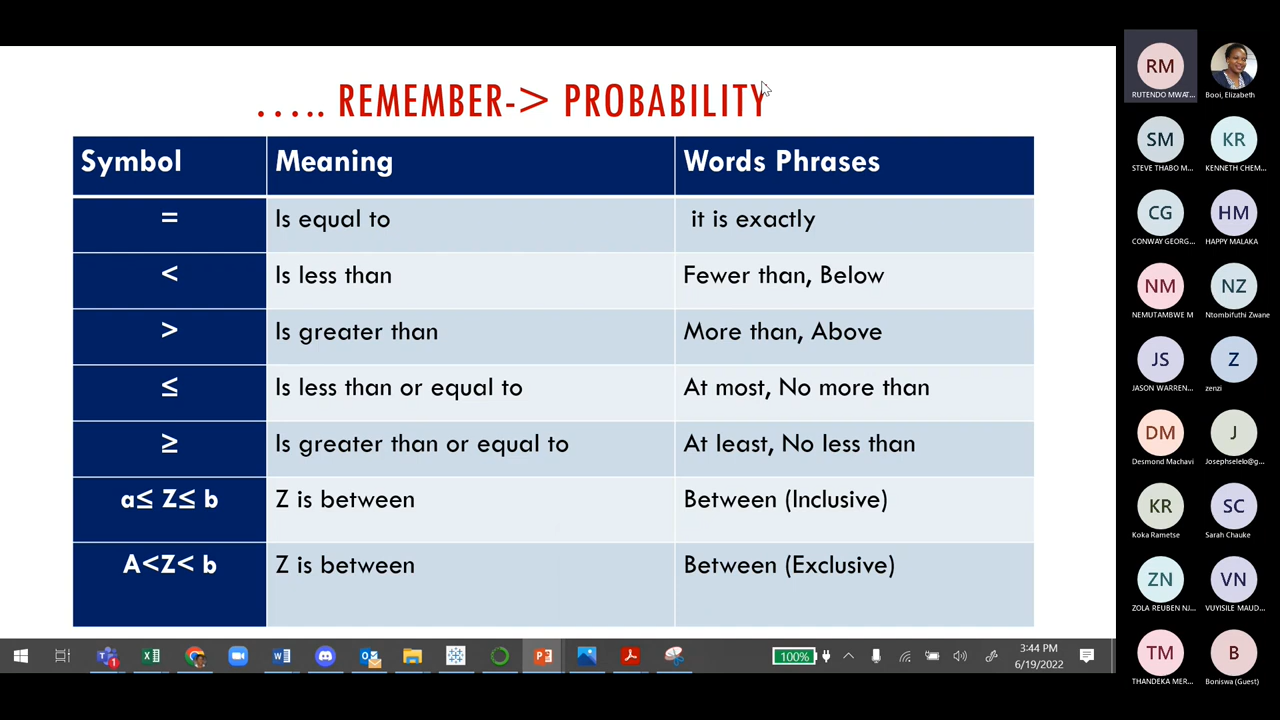 ..... REMEMBER-> PROBABILITY
Symbol Meaning Words Phrases
= Is equal to it is exactly
< Is less than Fewer than, Below
> Is greater than More than, Above
≤ Is less than or equal to At most, No more than
≥ Is greater than or equal to At least, No less than
a≤ Z≤ b Z is between Between (Inclusive)
A<Z< b Z is between Between (Exclusive)
RM
RUTENDO MWAT... Booi, Elizabeth
SM KR
STEVE THABO M... KENNETH CHEM...
CG HM
CONWAY GEORG... HAPPY MALAKA
NM NZ
NEMUTAMBWE M Ntombifuthi Zwane
JS Z
JASON WARREN... zenzi
DM J
Desmond Machavi Josephselelo@g...
KR SC
Koka Rametse Sarah Chauke
ZN VN
ZOLA REUBEN NJ... VUYISILE MAUD...
TM B
THANDEKA MER... Boniswa (Guest)
100% 3:44 PM
6/19/2022